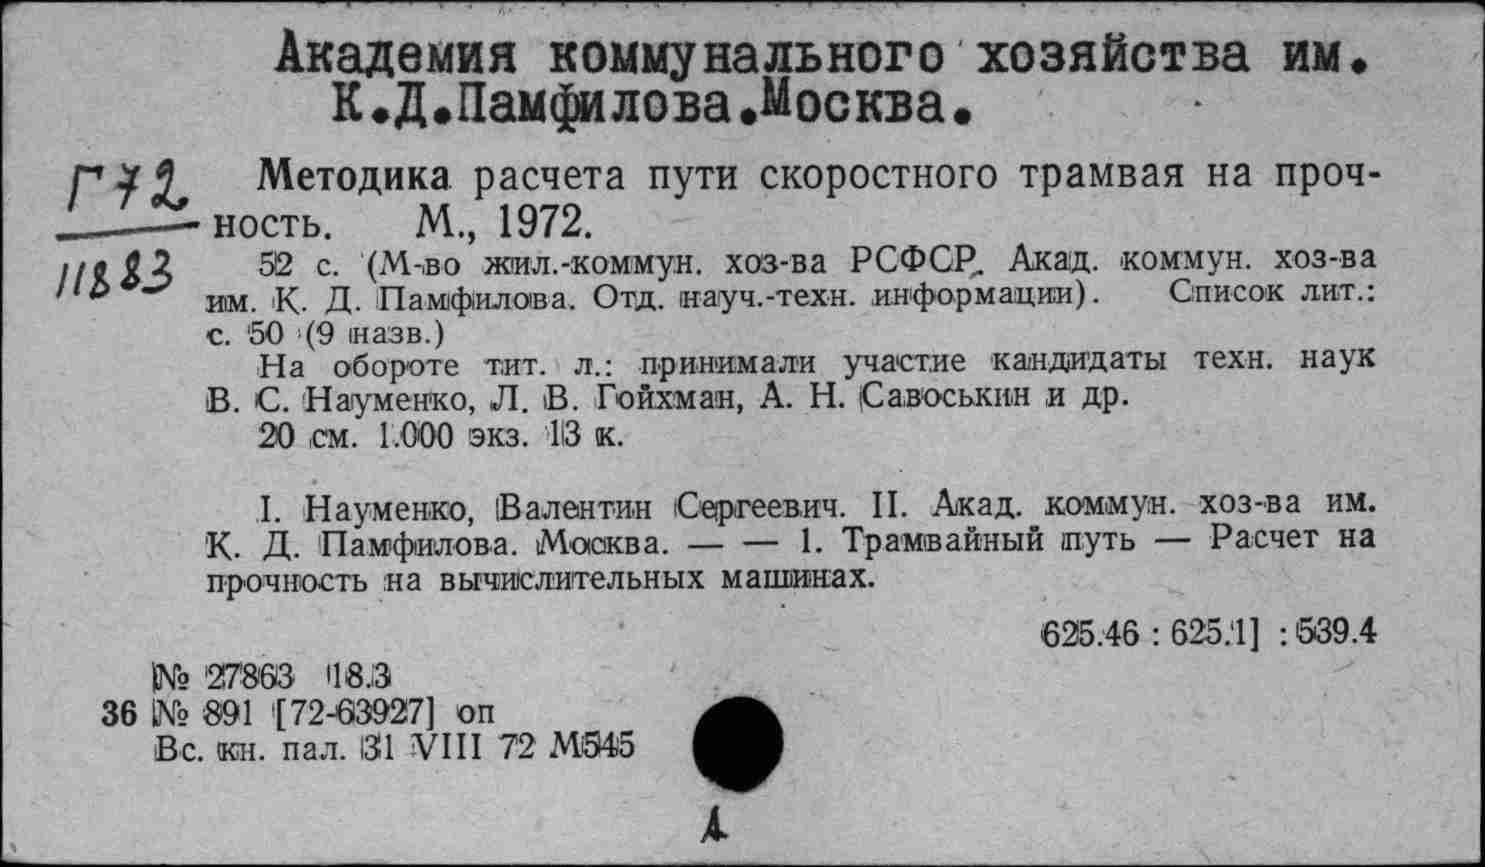 Академия коммунального хозяйства им.
К.Д.Памфилова.Москва.
Г72
11883
Методика расчета пути скоростного трамвая на проч-
ность. М., 1972.
52 с. (М-во жил.-коммун. хоз-ва РСФСР. Акад. коммун. хоз-ва
им. К. Д. Памфилова. Отд. науч.-техн. информации). Список лит.:
с. 50 (9 назв.)
На обороте тит. л.: принимали участие кандидаты техн. наук
В. С. Науменко, Л. В. Гойхман, А. Н. Савоськин и др.
20 см. 1.000 экз. 13 к.
I. Науменко, Валентин Сергеевич. II. Акад. коммун. хоз-ва им.
К. Д. Памфилова. Москва. — — 1. Трамвайный путь — Расчет на
прочность на вычислительных машинах.
625.46 : 625.1] : 539.4
№ 27863 18.3
36 № 891 [72-63927] оп
Вс. кн. пал. 31 VIII 72 М545
А